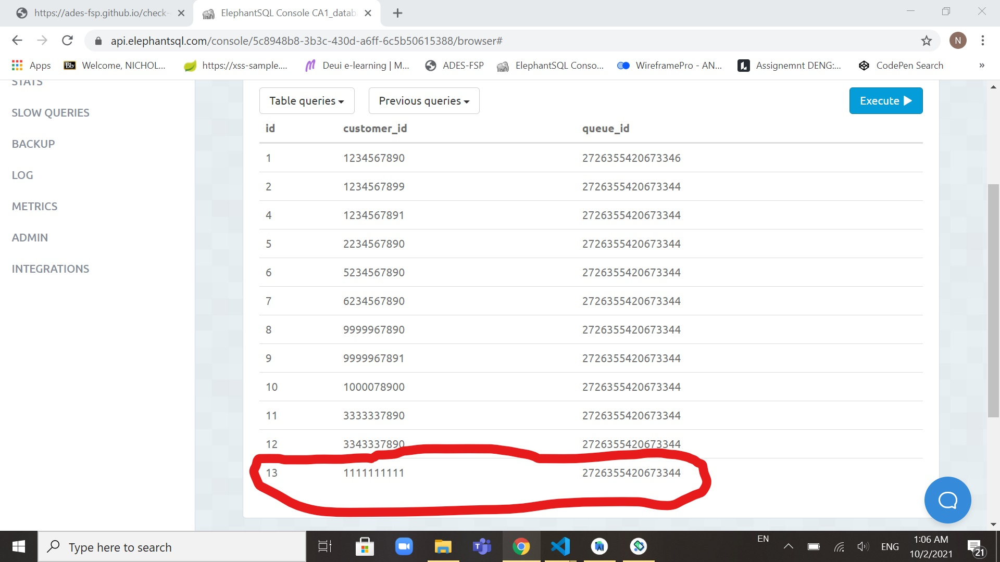 https://ades-fsp.github.io/check-
ElephantSQL Console CA1_datab
api.elephantsql.com/console/5c8948b8-3b3c-430d-a6ff-6c5b50615388/browser#
N
Apps
Bb Welcome, NICHOL...
https://xss-sample....
Deui e-learning | M...
ADES-FSP
ElephantSQL Conso...
WireframePro - AN...
Assignemnt DENG:...
CodePen Search
»
STATS
SLOW QUERIES
BACKUP
LOG
METRICS
ADMIN
INTEGRATIONS
Table queries
Previous queries
Execute
id customer_id queue_id
1 1234567890 2726355420673346
2 1234567899 2726355420673344
4 1234567891 2726355420673344
5 2234567890 2726355420673344
6 5234567890 2726355420673344
7 6234567890 2726355420673344
8 9999967890 2726355420673344
9 9999967891 2726355420673344
10 1000078900 2726355420673344
11 3333337890 2726355420673344
12 3343337890 2726355420673344
13 1111111111 2726355420673344
Type here to search
EN
ENG
1:06 AM
10/2/2021
21